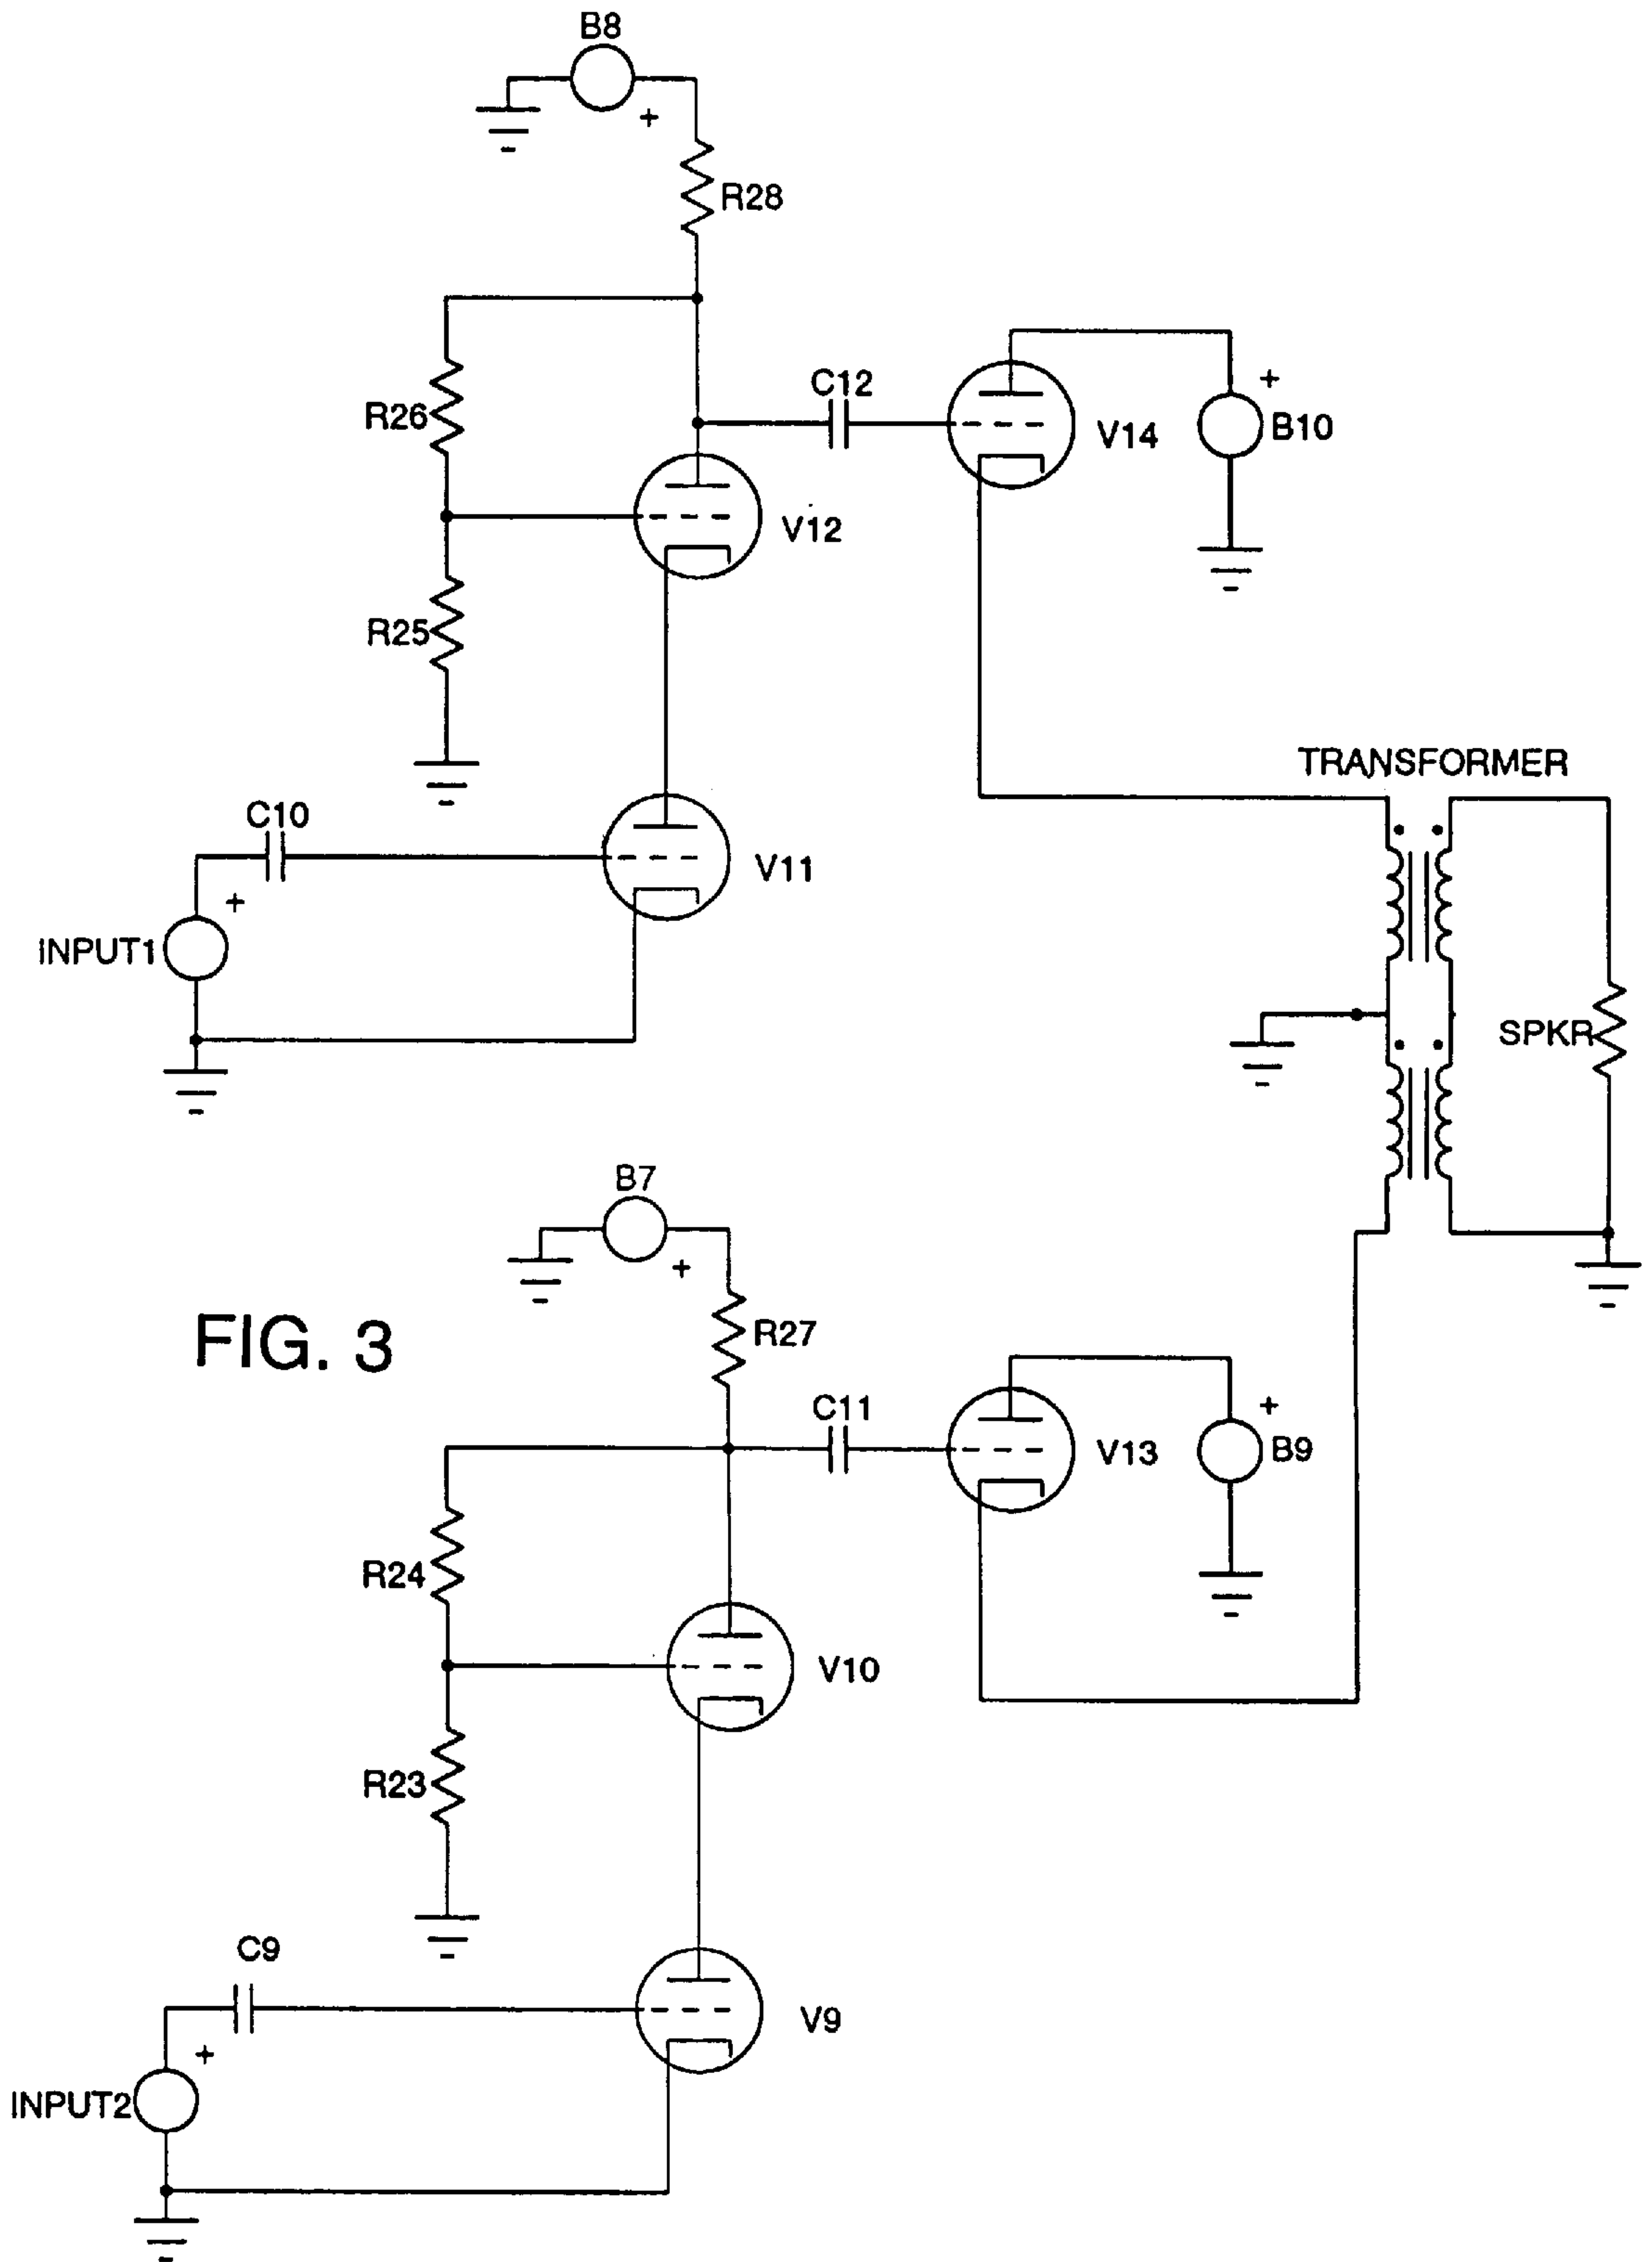 B8
+
R28
C12
+
R26
V14
B10
V12
R25
TRANSFORMER
C10
V11
+
INPUT1
SPKR
B7
+
R27
FIG. 3
C11
+
V13
B9
R24
V10
R23
C9
V9
+
INPUT2